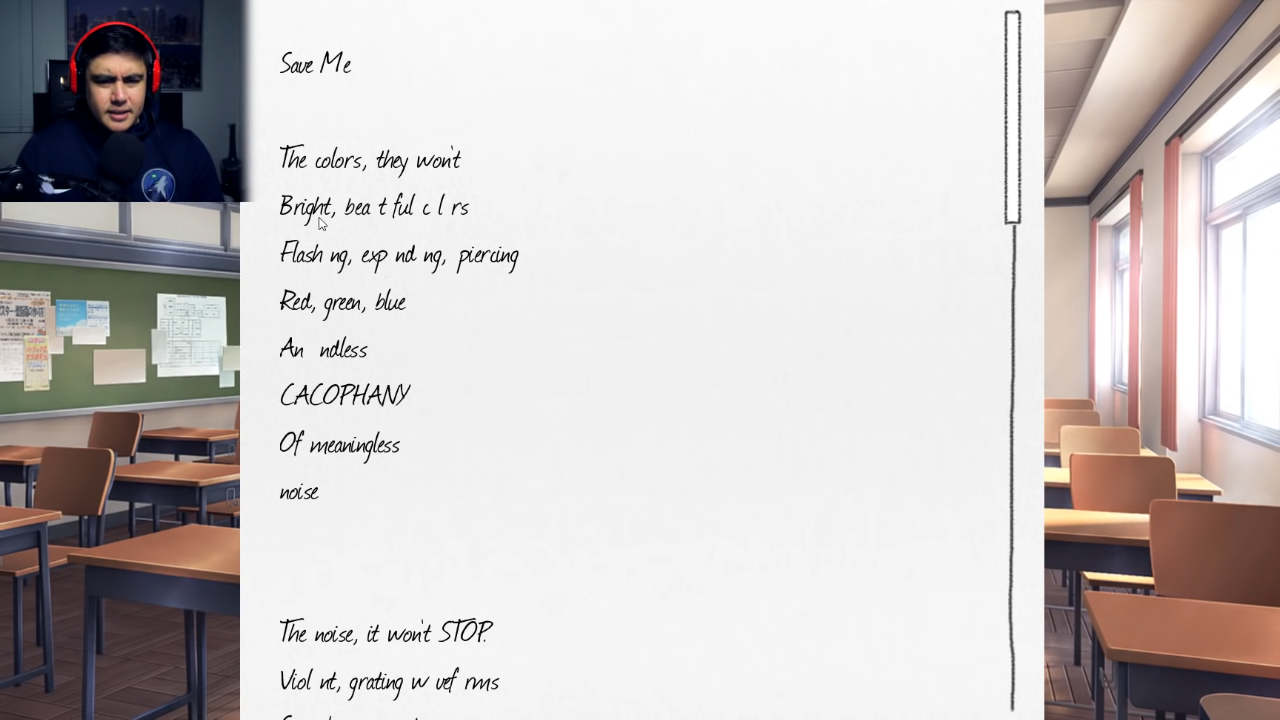 Save Me
The colors, they won't
Bright, bea t ful c l rs
Flash ng, exp nd ng, piercing
Red, green, blue
An ndless
CACOPHANY
Of meaningless
noise
The noise, it won't STOP.
Viol nt, grating w vef rms